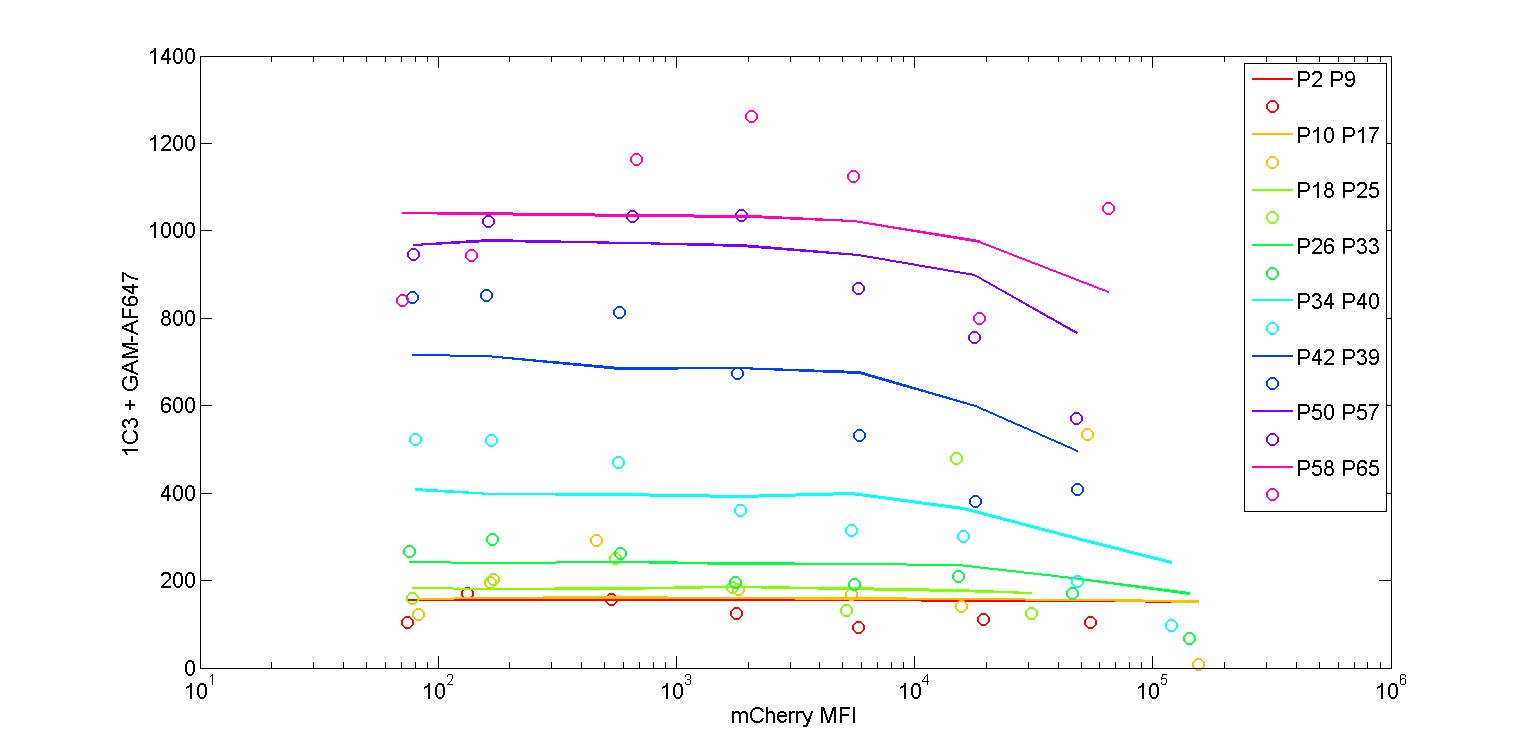 1400
1200
1000
800
600
400
200
0
1C3 + GAM-AF647
10^1
10^2
10^3
10^4
10^5
10^6
mCherry MFI
P2 P9
P10 P17
P18 P25
P26 P33
P34 P40
P42 P39
P50 P57
P58 P65